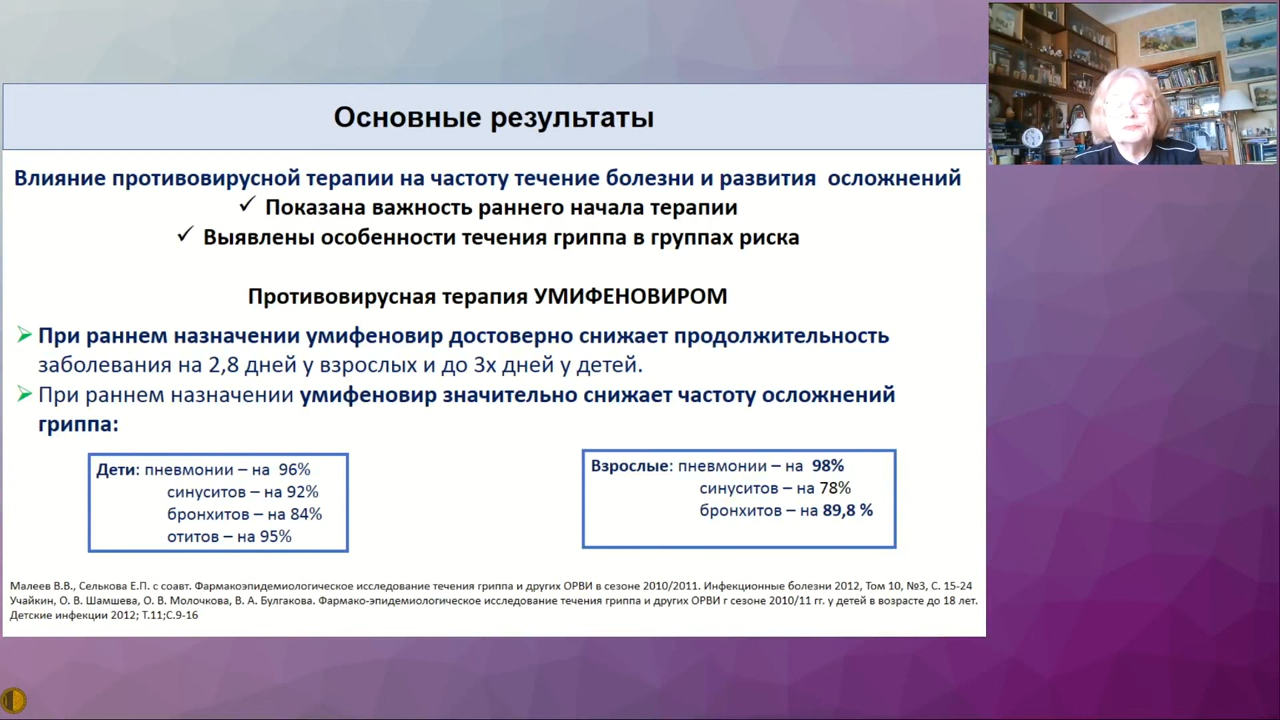 Основные результаты
Влияние противовирусной терапии на частоту течение болезни и развития осложнений
✓ Показана важность раннего начала терапии
✓ Выявлены особенности течения гриппа в группах риска
Противовирусная терапия УМИФЕНОВИРОМ
При раннем назначении умифеновир достоверно снижает продолжительность
заболевания на 2,8 дней у взрослых и до 3х дней у детей.
При раннем назначении умифеновир значительно снижает частоту осложнений
гриппа:
Дети: пневмонии – на 96%
синуситов – на 92%
бронхитов – на 84%
отитов – на 95%
Взрослые: пневмонии – на 98%
синуситов – на 78%
бронхитов – на 89,8 %
Малеев В.В., Селькова Е.П. с соавт. Фармакоэпидемиологическое исследование течения гриппа и других ОРВИ в сезоне 2010/2011. Инфекционные болезни 2012, Том 10, №3, С. 15-24
Учайкин, О. В. Шамшева, О. В. Молочкова, В. А. Булгакова. Фармако-эпидемиологическое исследование течения гриппа и других ОРВИ г сезоне 2010/11 гг. у детей в возрасте до 18 лет.
Детские инфекции 2012; Т.11;С.9-16